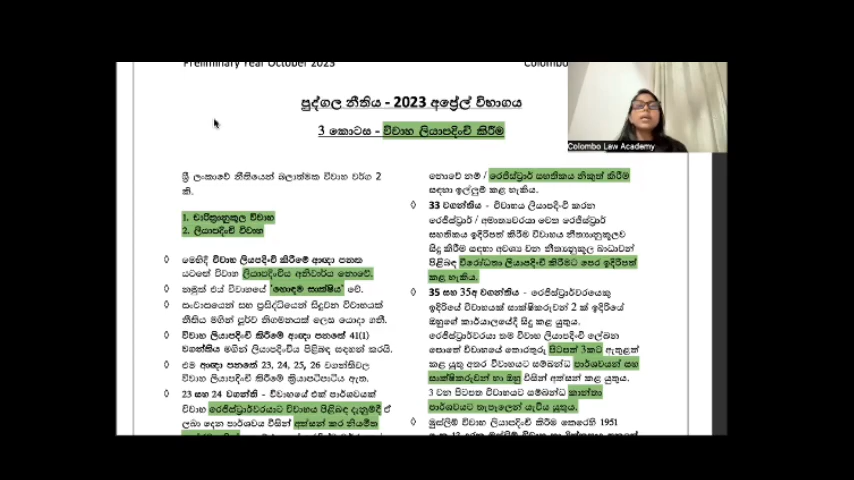 Preliminary Year October 2023
Colombo
පුද්ගල නීතිය - 2023 අප්‍රේල් විභාගය
3 කොටස - විවාහ ලියාපදිංචි කිරීම
ශ්‍රී ලංකාවේ නීතියෙන් බලාත්මක විවාහ වර්ග 2
කි.
1. චාරිත්‍රානුකූල විවාහ
2. ලියාපදිංචි විවාහ
◊ මෙහිදී විවාහ ලියාපදිංචි කිරීමේ ආඥා පනත
යටතේ විවාහ ලියාපදිංචිය අනිවාර්ය නොවේ.
◊ නමුත් එය විවාහයේ 'හොඳම සාක්ෂිය' වේ.
◊ සංවාසයෙන් සහ ප්‍රසිද්ධියෙන් සිදුවන විවාහයක්
නීතිය මගින් පූර්ව නිගමනයක් ලෙස යොදා ගනී.
◊ විවාහ ලියාපදිංචි කිරීමේ ආඥා පනතේ 41(1)
වගන්තිය මගින් ලියාපදිංචිය පිළිබඳ සඳහන් කරයි.
◊ එම ආඥා පනතේ 23, 24, 25, 26 වගන්තිවල
විවාහ ලියාපදිංචි කිරීමේ ක්‍රියාපටිපාටිය ඇත.
◊ 23 සහ 24 වගන්ති - විවාහයේ එක් පාර්ශවයක්
විවාහ රෙජිස්ට්‍රාර්වරයාට විවාහය පිළිබඳ දැනුම්දී ඒ
ලබා දෙන පාර්ශවය විසින් අත්සන් කර නියමිත
නොවේ නම් / රෙජිස්ට්‍රාර් සහතිකය නිකුත් කිරීම
සඳහා ඉල්ලුම් කළ හැකිය.
◊ 33 වගන්තිය - විවාහය ලියාපදිංචි කරන
රෙජිස්ට්‍රාර් / අමාත්‍යවරයා වෙත රෙජිස්ට්‍රාර්
සහතිකය ඉදිරිපත් කිරීම විවාහය නීත්‍යානුකූලව
සිදු කිරීම සඳහා අවශ්‍ය වන නීත්‍යානුකූල බාධාවන්
පිළිබඳ විරෝධතා ලියාපදිංචි කිරීමට පෙර ඉදිරිපත්
කළ හැකිය.
◊ 35 සහ 35අ වගන්තිය - රෙජිස්ට්‍රාර්වරයෙකු
ඉදිරියේ විවාහයක් සාක්ෂිකරුවන් 2 ක් ඉදිරියේ
ඔහුගේ කාර්යාලයේදී සිදු කළ යුතුය.
රෙජිස්ට්‍රාර්වරයා තම විවාහ ලියාපදිංචි ලේඛන
පොතේ විවාහයේ තොරතුරු පිටපත් 3කට ඇතුළත්
කළ යුතු අතර විවාහයට සම්බන්ධ පාර්ශවයන් සහ
සාක්ෂිකරුවන් හා ඔහු විසින් අත්සන් කළ යුතුය.
3 වන පිටපත විවාහයට සම්බන්ධ කාන්තා
පාර්ශවයට තැපෑලෙන් යැවිය යුතුය.
◊ මුස්ලිම් විවාහ ලියාපදිංචි කිරීම කෙරෙහි 1951
Colombo Law Academy